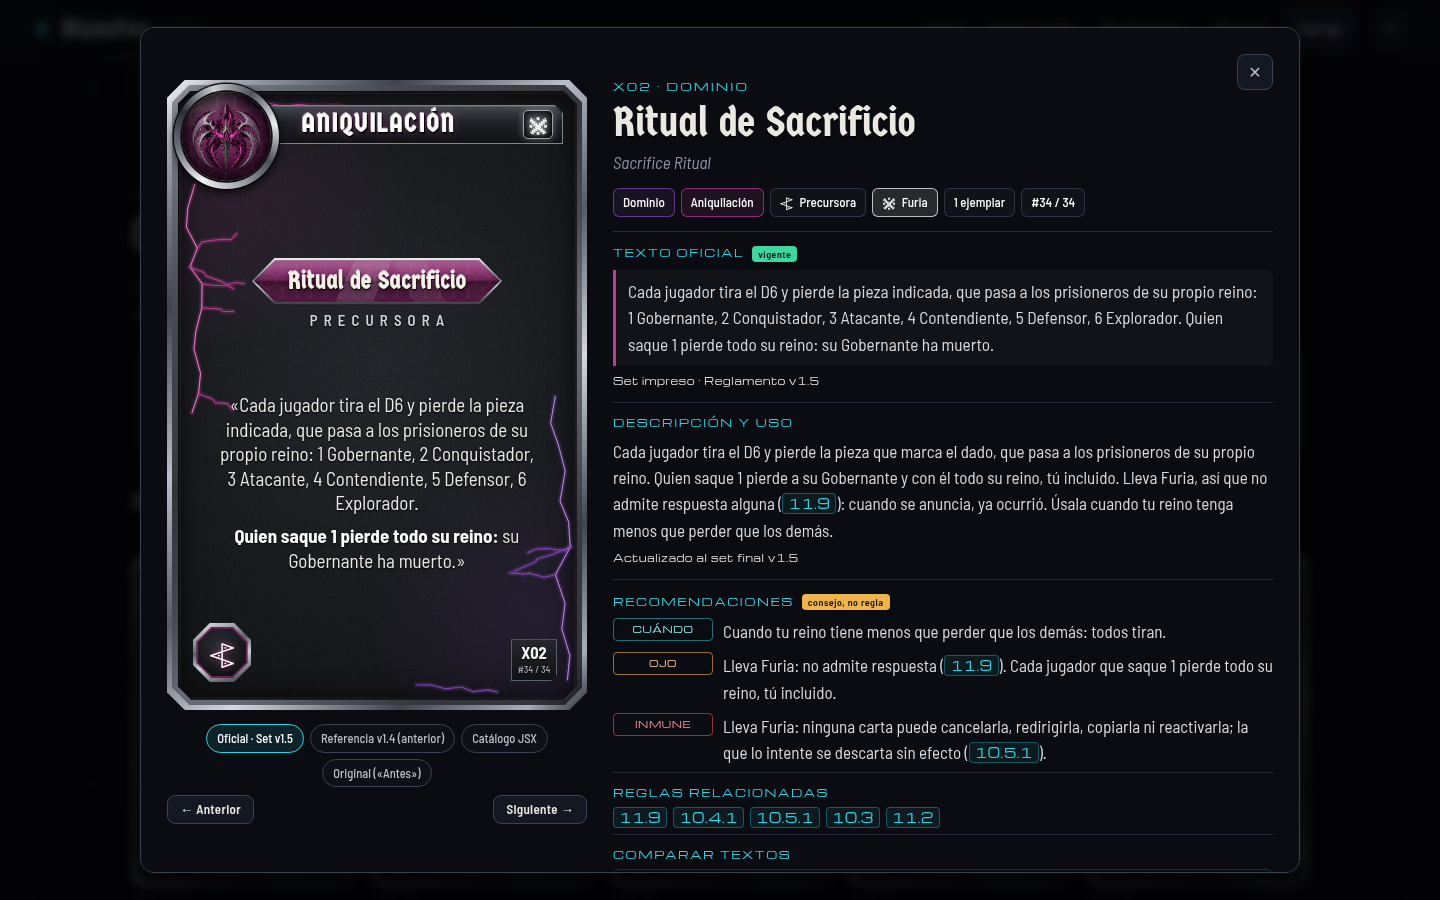 ANIQUILACIÓN
Ritual de Sacrificio
PRECURSORA
«Cada jugador tira el D6 y pierde la pieza
indicada, que pasa a los prisioneros de su
propio reino: 1 Gobernante, 2 Conquistador,
3 Atacante, 4 Contendiente, 5 Defensor, 6
Explorador.
Quien saque 1 pierde todo su reino: su
Gobernante ha muerto.»
X02
#34 / 34
Oficial · Set v1.5
Referencia v1.4 (anterior)
Catálogo JSX
Original («Antes»)
← Anterior
Siguiente →
×
X02 · DOMINIO
Ritual de Sacrificio
Sacrifice Ritual
Dominio
Aniquilación
Precursora
Furia
1 ejemplar
#34 / 34
TEXTO OFICIAL vigente
Cada jugador tira el D6 y pierde la pieza indicada, que pasa a los prisioneros de su propio reino:
1 Gobernante, 2 Conquistador, 3 Atacante, 4 Contendiente, 5 Defensor, 6 Explorador. Quien
saque 1 pierde todo su reino: su Gobernante ha muerto.
Set impreso · Reglamento v1.5
DESCRIPCIÓN Y USO
Cada jugador tira el D6 y pierde la pieza que marca el dado, que pasa a los prisioneros de su propio
reino. Quien saque 1 pierde a su Gobernante y con él todo su reino, tú incluido. Lleva Furia, así que no
admite respuesta alguna (11.9): cuando se anuncia, ya ocurrió. Úsala cuando tu reino tenga
menos que perder que los demás.
Actualizado al set final v1.5
RECOMENDACIONES consejo, no regla
CUÁNDO Cuando tu reino tiene menos que perder que los demás: todos tiran.
OJO Lleva Furia: no admite respuesta (11.9). Cada jugador que saque 1 pierde todo su
reino, tú incluido.
INMUNE Lleva Furia: ninguna carta puede cancelarla, redirigirla, copiarla ni reactivarla; la
que lo intente se descarta sin efecto (10.5.1).
REGLAS RELACIONADAS
11.9 10.4.1 10.5.1 10.3 11.2
COMPARAR TEXTOS